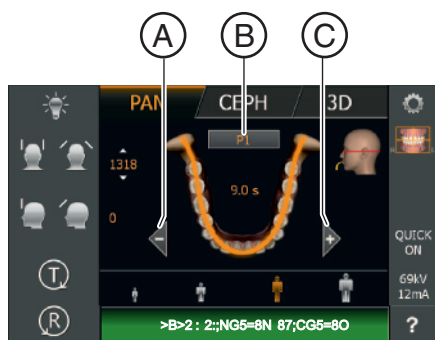 A B C
PAN CEPH 3D
P1
1318
9.0 s
0
- +
QUICK
ON
T
69kV
12mA
R
>B>2 : 2:;NG5=8N 87;CG5=8O
?